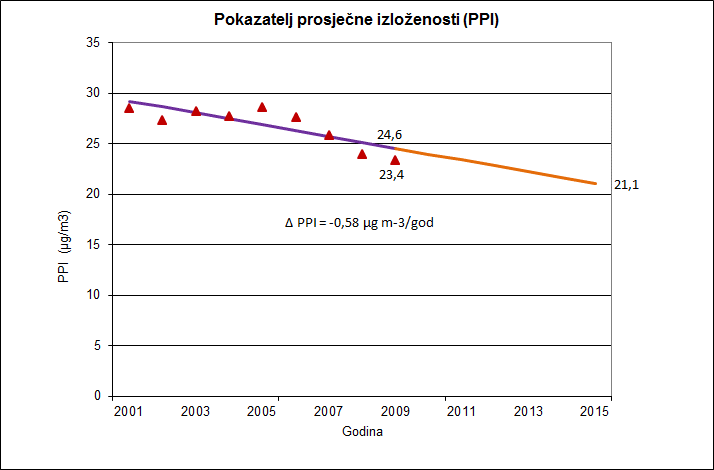 Pokazatelj prosječne izloženosti (PPI)
35
30
25
20
15
10
5
0
PPI (µg/m3)
24,6
23,4
21,1
Δ PPI = -0,58 µg m-3/god
2001 2003 2005 2007 2009 2011 2013 2015
Godina